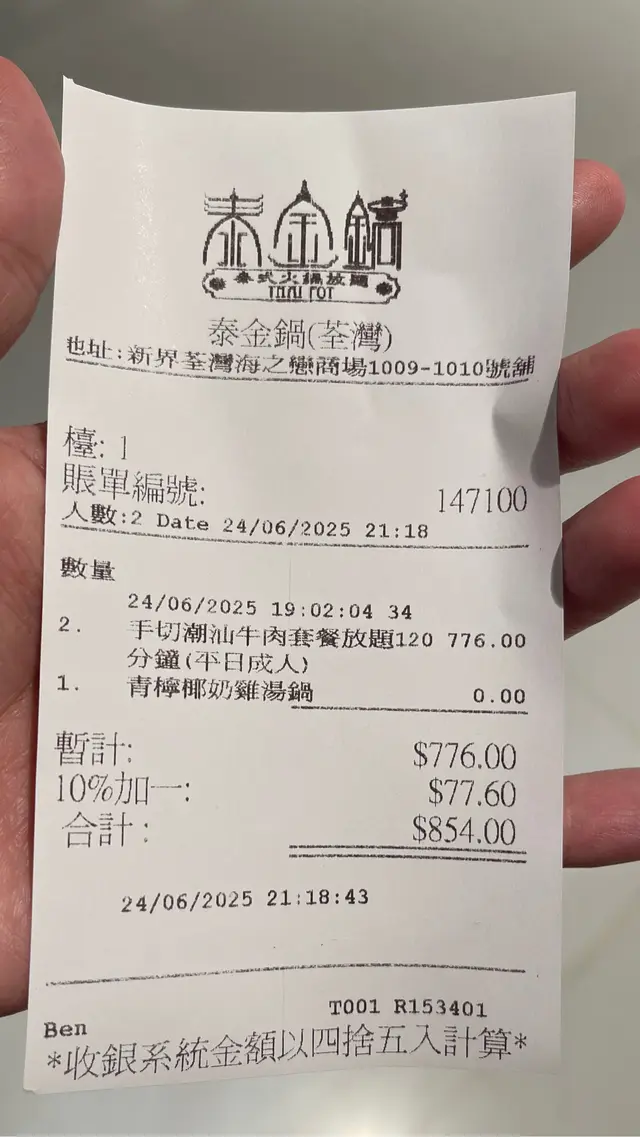 泰金鍋
泰式火鍋放題
THAI POT
泰金鍋(荃灣)
地址:新界荃灣海之戀商場1009-1010號舖
檯: 1
賬單編號: 147100
人數:2 Date 24/06/2025 21:18
數量
24/06/2025 19:02:04 34
2. 手切潮汕牛肉套餐放題120 776.00
分鐘(平日成人)
1. 青檸椰奶雞湯鍋 0.00
暫計: $776.00
10%加一: $77.60
合計: $854.00
24/06/2025 21:18:43
T001 R153401
Ben
*收銀系統金額以四捨五入計算*